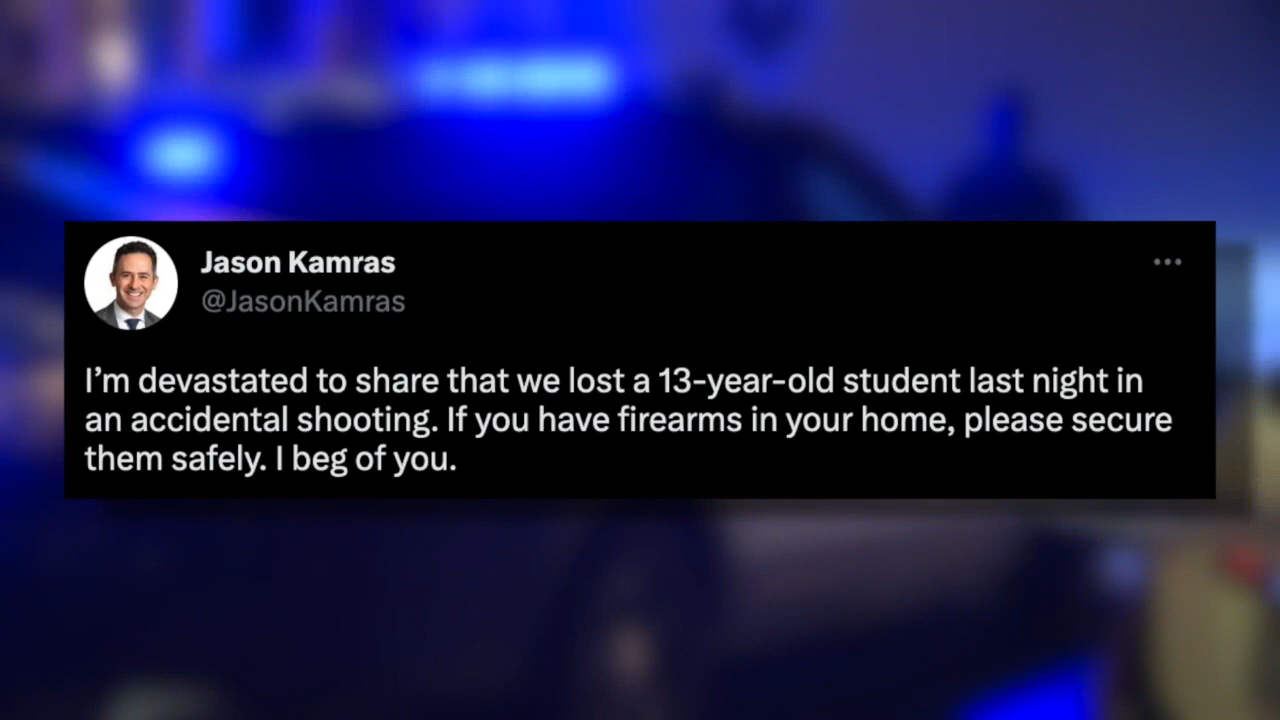 Jason Kamras
@JasonKamras
I’m devastated to share that we lost a 13-year-old student last night in
an accidental shooting. If you have firearms in your home, please secure
them safely. I beg of you.